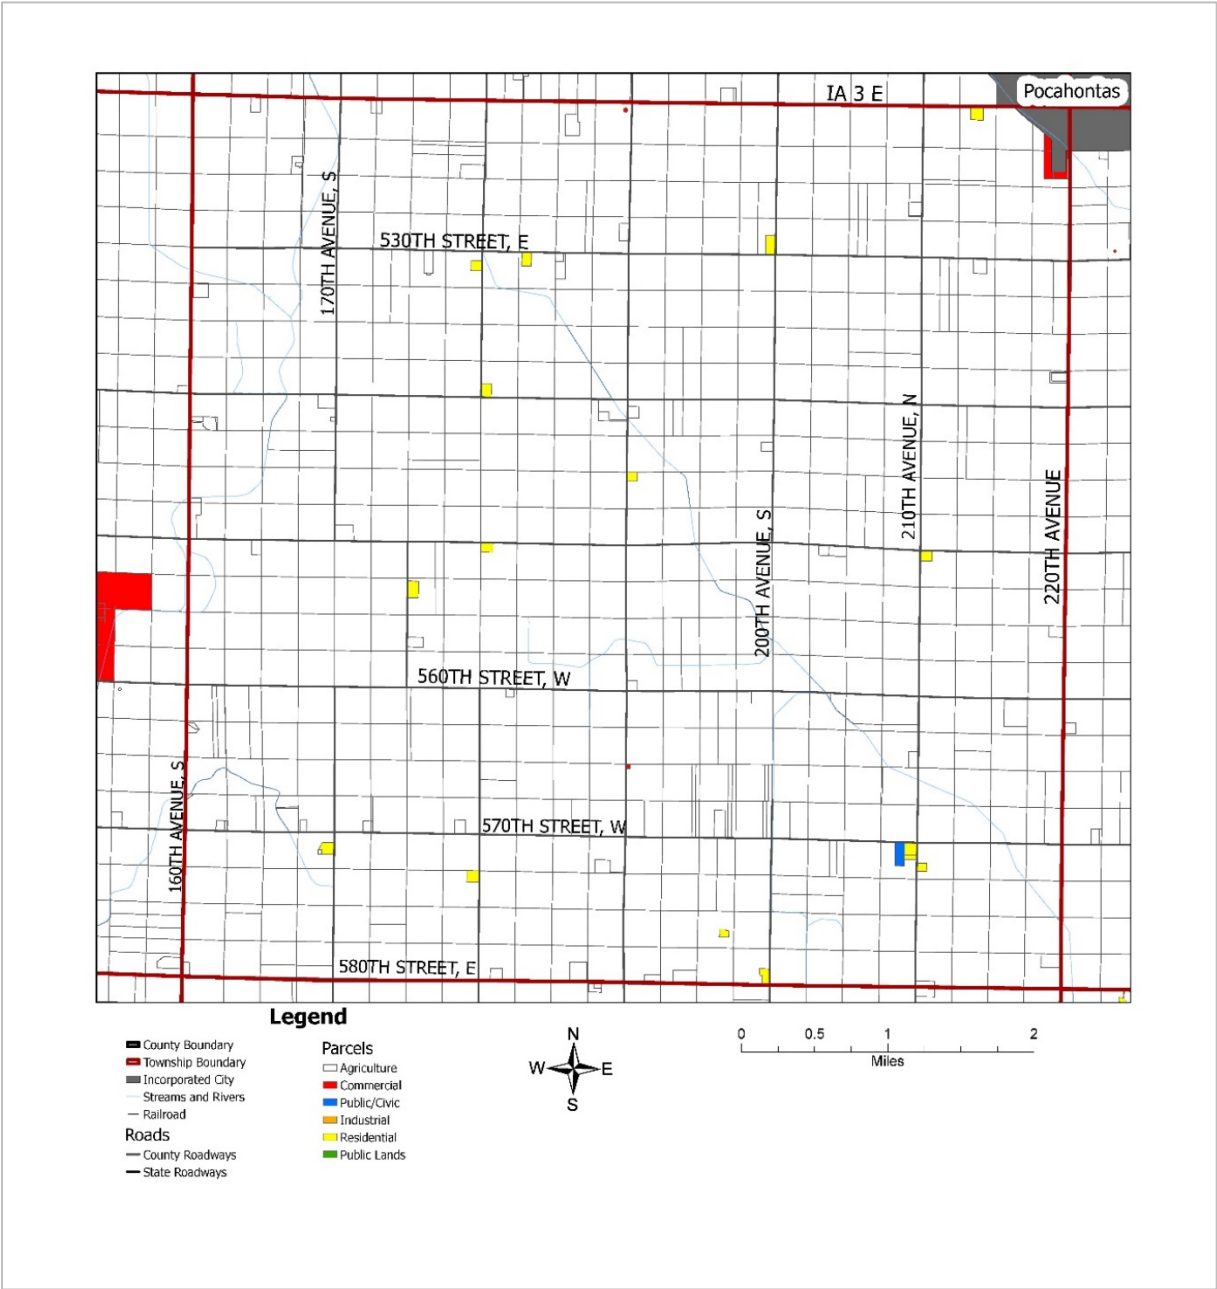 IA 3 E
Pocahontas
170TH AVENUE, S
530TH STREET, E
210TH AVENUE, N
220TH AVENUE
200TH AVENUE, S
560TH STREET, W
160TH AVENUE, S
570TH STREET, W
580TH STREET, E
Legend
County Boundary
Township Boundary
Incorporated City
Streams and Rivers
Railroad
Roads
County Roadways
State Roadways
Parcels
Agriculture
Commercial
Public/Civic
Industrial
Residential
Public Lands
N
W E
S
0 0.5 1 2
Miles